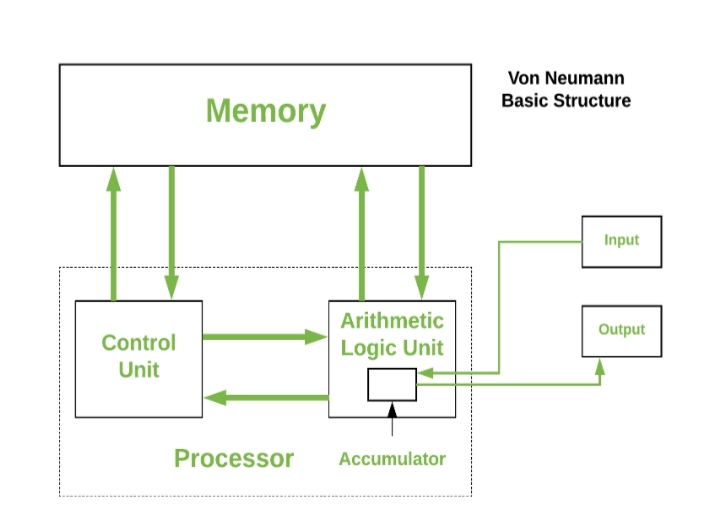 Von Neumann
Basic Structure
Memory
Input
Output
Control
Unit
Arithmetic
Logic Unit
Processor
Accumulator